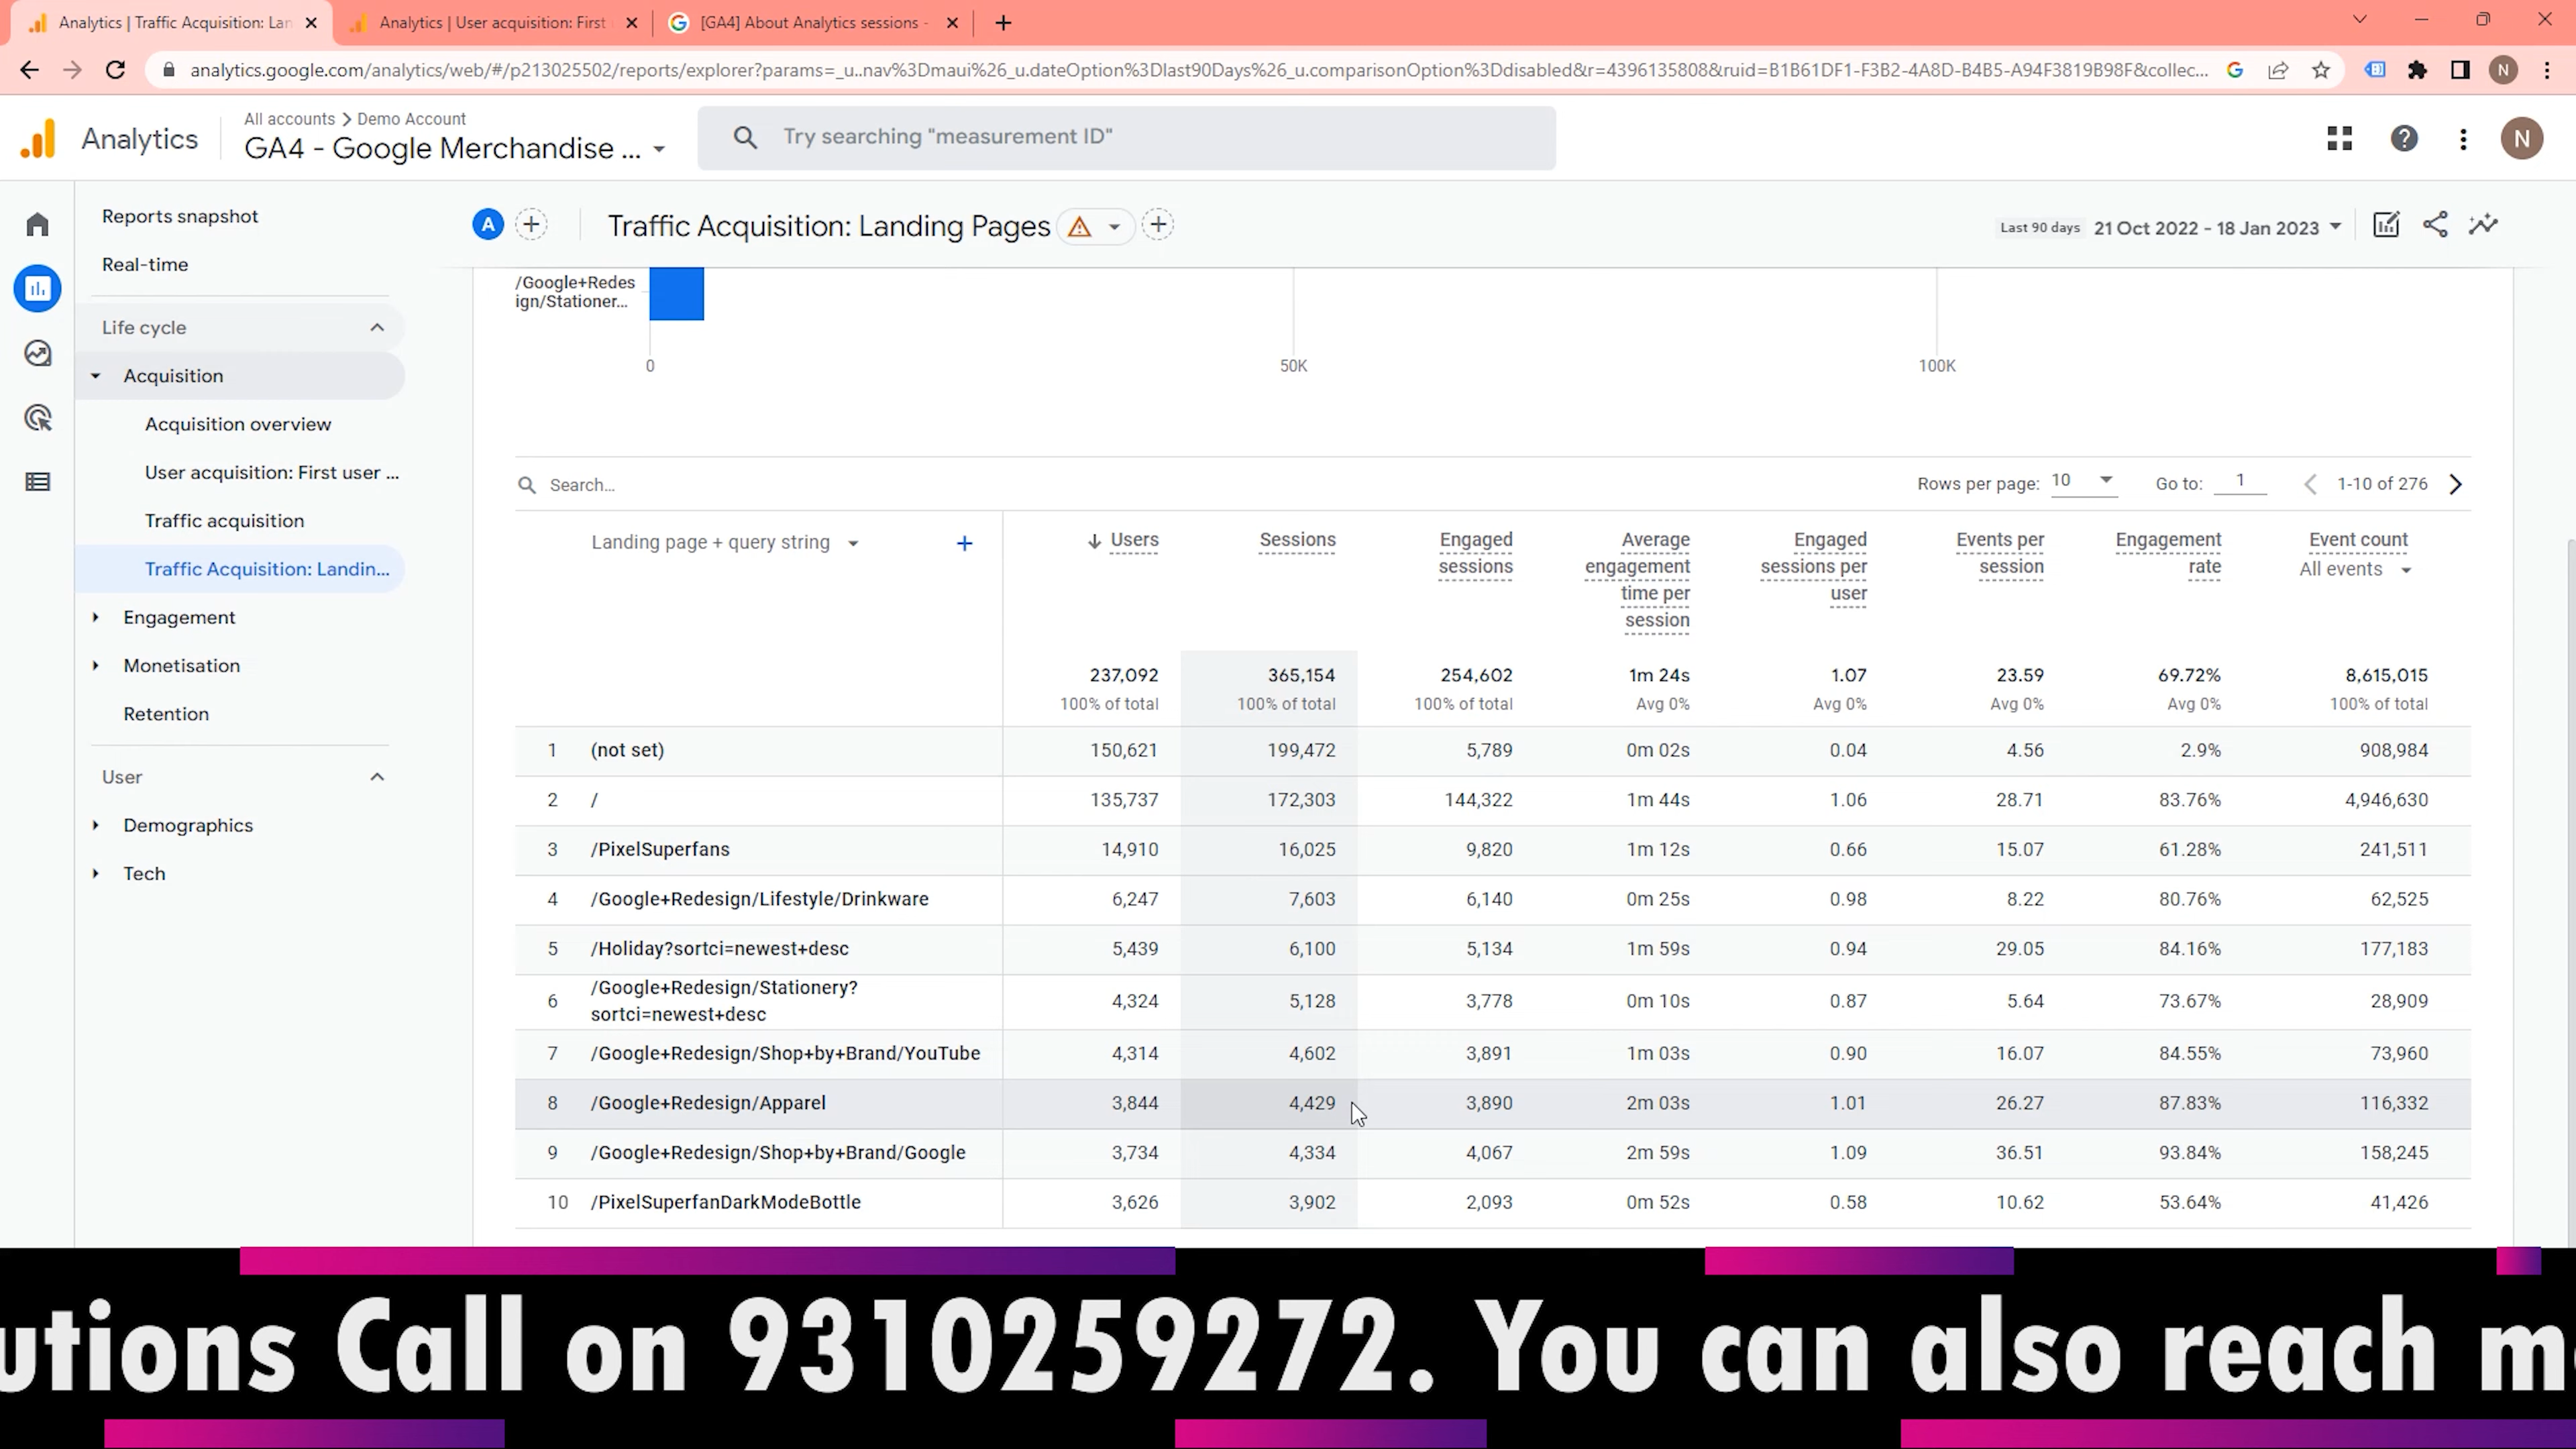 Analytics | Traffic Acquisition: Lan
Analytics | User acquisition: First
[GA4] About Analytics sessions -
analytics.google.com/analytics/web/#/p213025502/reports/explorer?params=_u..nav%3Dmaui%26_u.dateOption%3Dlast90Days%26_u.comparisonOption%3Ddisabled&r=4396135808&ruid=B1B61DF1-F3B2-4A8D-B4B5-A94F3819B98F&collec...
N
Analytics
All accounts > Demo Account
GA4 - Google Merchandise ...
Try searching "measurement ID"
N
Reports snapshot
Real-time
Life cycle
Acquisition
Acquisition overview
User acquisition: First user ...
Traffic acquisition
Traffic Acquisition: Landin...
Engagement
Monetisation
Retention
User
Demographics
Tech
A
Traffic Acquisition: Landing Pages
Last 90 days 21 Oct 2022 - 18 Jan 2023
/Google+Redes
ign/Stationer...
0 50K 100K
Search...
Rows per page: 10 Go to: 1 1-10 of 276
Landing page + query string
Users
Sessions
Engaged
sessions
Average
engagement
time per
session
Engaged
sessions per
user
Events per
session
Engagement
rate
Event count
All events
237,092 365,154 254,602 1m 24s 1.07 23.59 69.72% 8,615,015
100% of total 100% of total 100% of total Avg 0% Avg 0% Avg 0% Avg 0% 100% of total
1 (not set) 150,621 199,472 5,789 0m 02s 0.04 4.56 2.9% 908,984
2 / 135,737 172,303 144,322 1m 44s 1.06 28.71 83.76% 4,946,630
3 /PixelSuperfans 14,910 16,025 9,820 1m 12s 0.66 15.07 61.28% 241,511
4 /Google+Redesign/Lifestyle/Drinkware 6,247 7,603 6,140 0m 25s 0.98 8.22 80.76% 62,525
5 /Holiday?sortci=newest+desc 5,439 6,100 5,134 1m 59s 0.94 29.05 84.16% 177,183
6 /Google+Redesign/Stationery?
sortci=newest+desc 4,324 5,128 3,778 0m 10s 0.87 5.64 73.67% 28,909
7 /Google+Redesign/Shop+by+Brand/YouTube 4,314 4,602 3,891 1m 03s 0.90 16.07 84.55% 73,960
8 /Google+Redesign/Apparel 3,844 4,429 3,890 2m 03s 1.01 26.27 87.83% 116,332
9 /Google+Redesign/Shop+by+Brand/Google 3,734 4,334 4,067 2m 59s 1.09 36.51 93.84% 158,245
10 /PixelSuperfanDarkModeBottle 3,626 3,902 2,093 0m 52s 0.58 10.62 53.64% 41,426
utions Call on 9310259272. You can also reach m